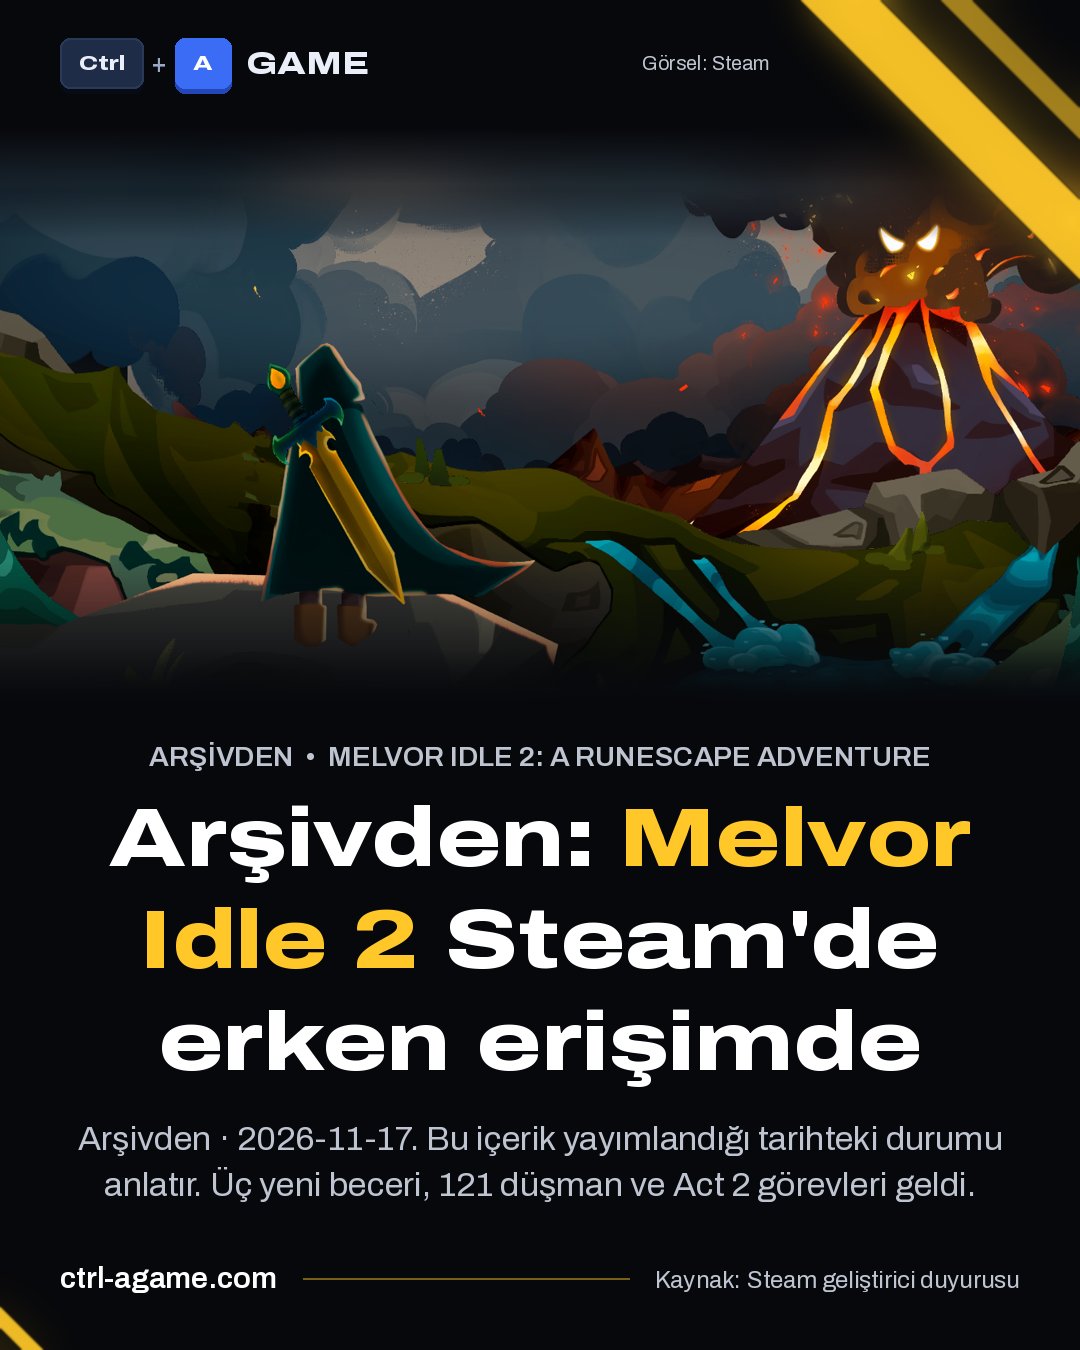 Ctrl + A GAME
Görsel: Steam
ARŞİVDEN • MELVOR IDLE 2: A RUNESCAPE ADVENTURE
Arşivden: Melvor
Idle 2 Steam'de
erken erişimde
Arşivden · 2026-11-17. Bu içerik yayımlandığı tarihteki durumu
anlatır. Üç yeni beceri, 121 düşman ve Act 2 görevleri geldi.
ctrl-agame.com
Kaynak: Steam geliştirici duyurusu